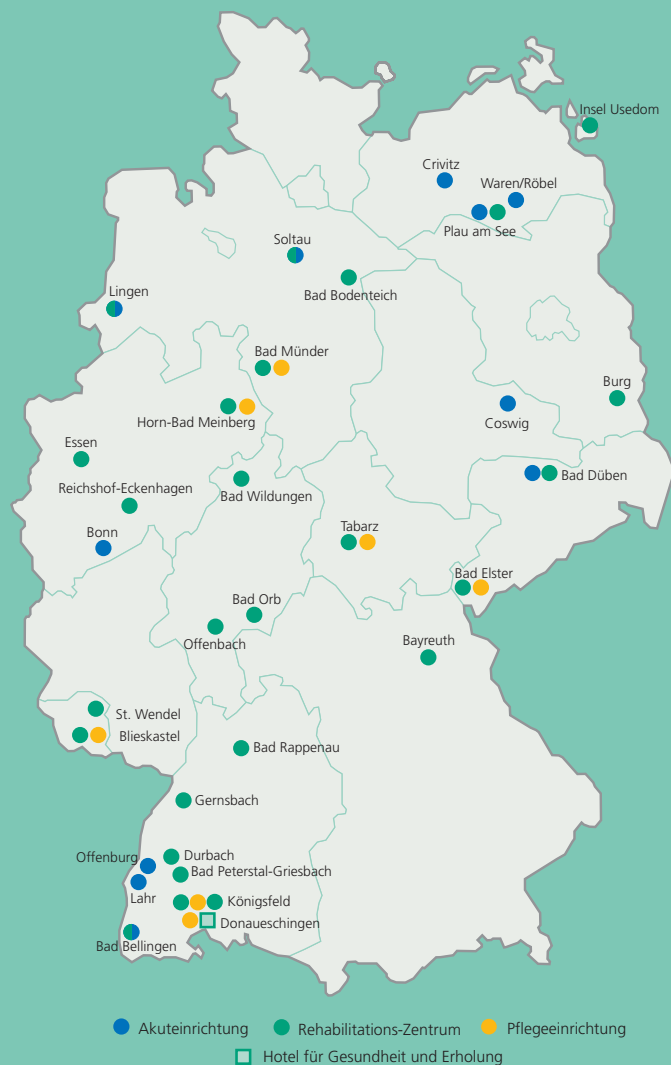 Insel Usedom
Crivitz
Waren/Röbel
Plau am See
Soltau
Bad Bodenteich
Lingen
Bad Münder
Burg
Coswig
Horn-Bad Meinberg
Essen
Bad Düben
Reichshof-Eckenhagen
Bad Wildungen
Tabarz
Bonn
Bad Elster
Bad Orb
Offenbach
Bayreuth
St. Wendel
Blieskastel
Bad Rappenau
Gernsbach
Offenburg
Durbach
Bad Peterstal-Griesbach
Lahr
Königsfeld
Donaueschingen
Bad Bellingen
Akuteinrichtung
Rehabilitations-Zentrum
Pflegeeinrichtung
Hotel für Gesundheit und Erholung